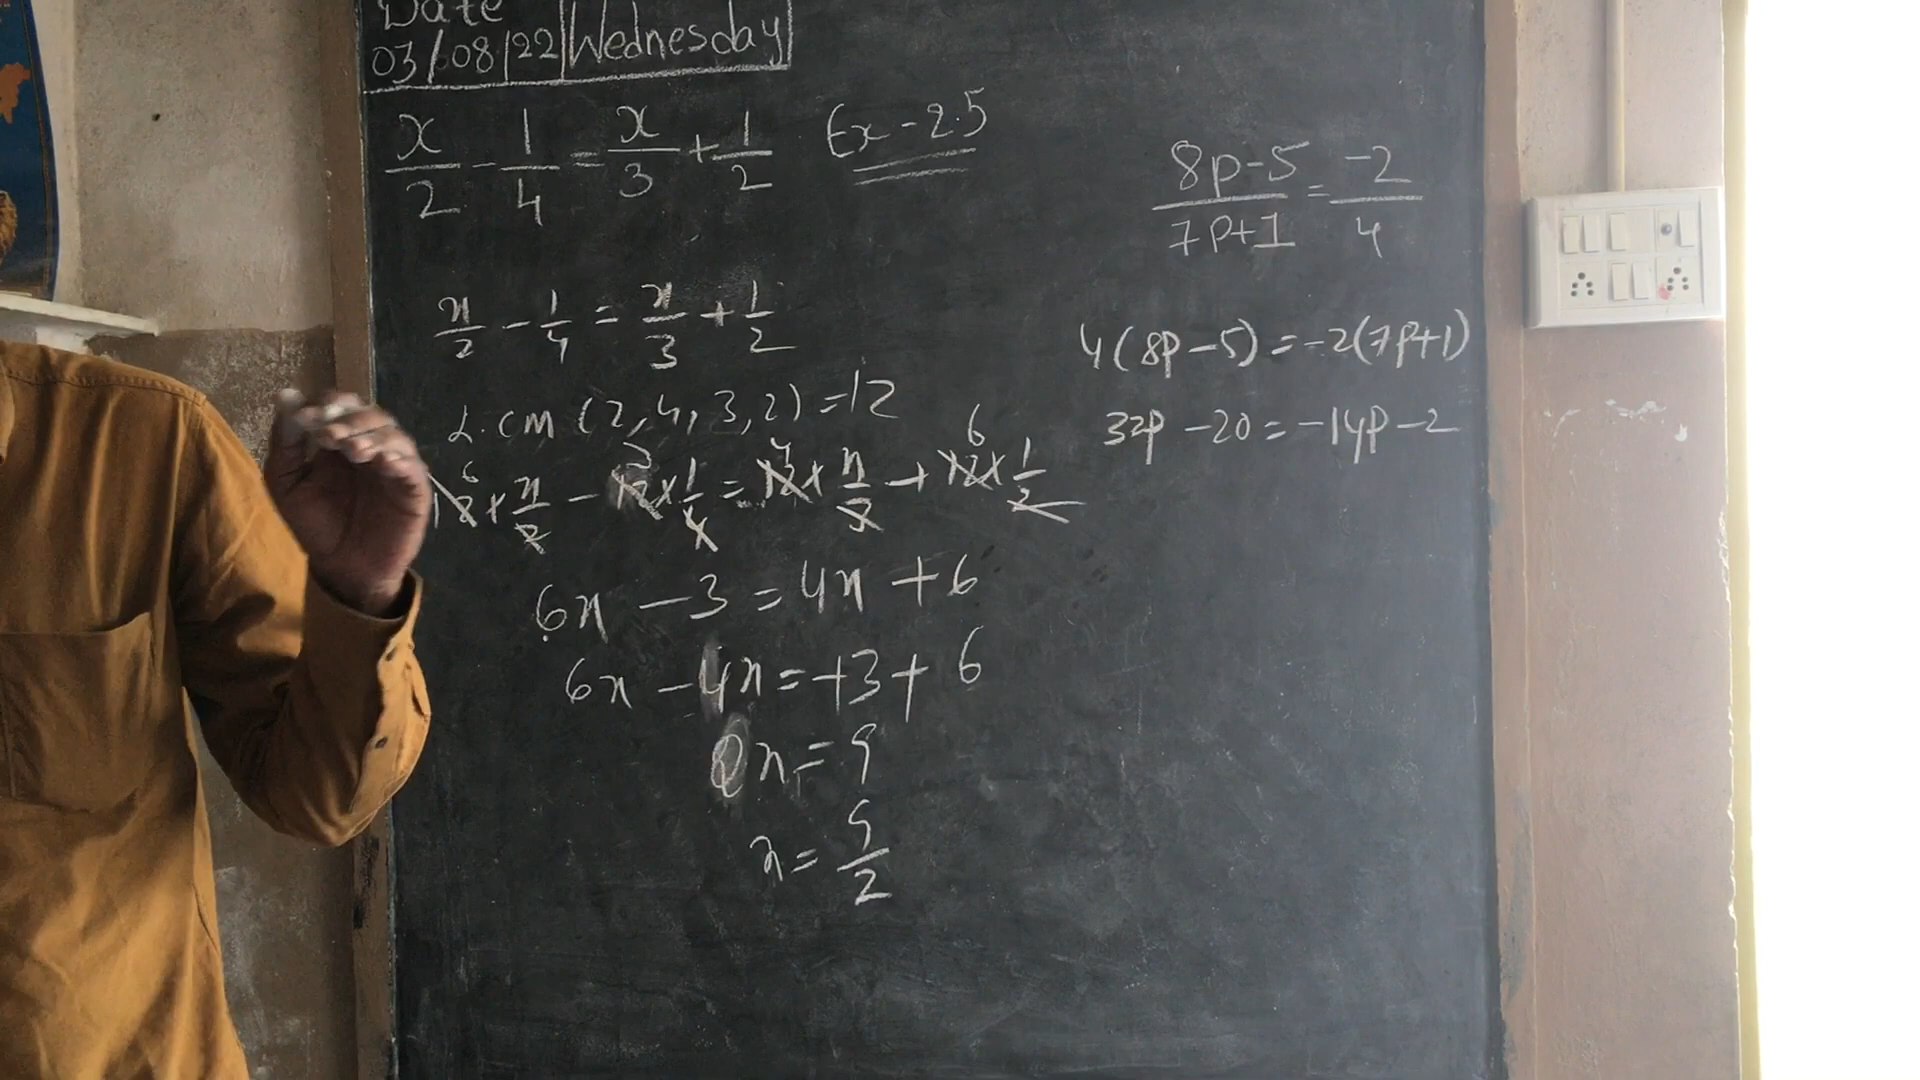 Date
03/08/22 Wednesday
x/2 - 1/4 = x/3 + 1/2 Ex-2.5
x/2 - 1/4 = x/3 + 1/2
L.cm (2,4,3,2) = 12
12 × x/2 - 12 × 1/4 = 12 × x/3 + 12 × 1/2
6x - 3 = 4x + 6
6x - 4x = +3 + 6
2x = 9
x = 9/2
8p-5/7p+1 = -2/4
4(8p-5) = -2(7p+1)
32p - 20 = -14p - 2